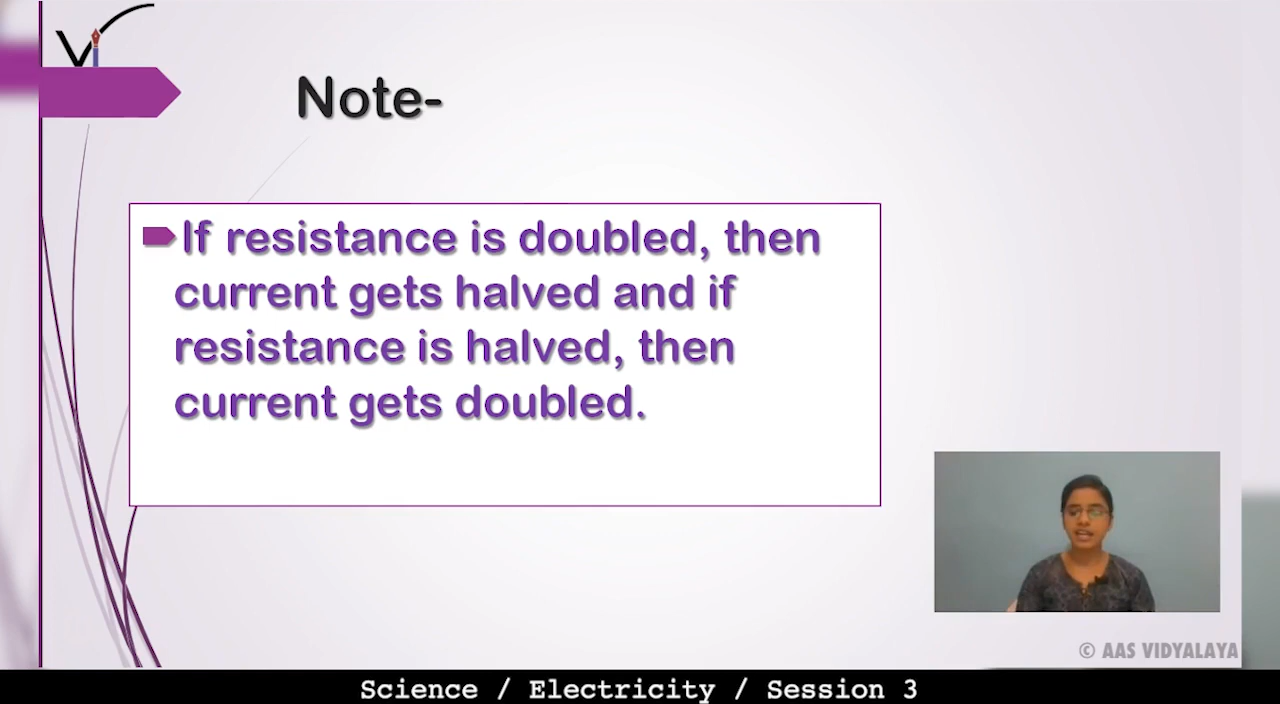 Note-
If resistance is doubled, then
current gets halved and if
resistance is halved, then
current gets doubled.
© AAS VIDYALAYA
Science / Electricity / Session 3